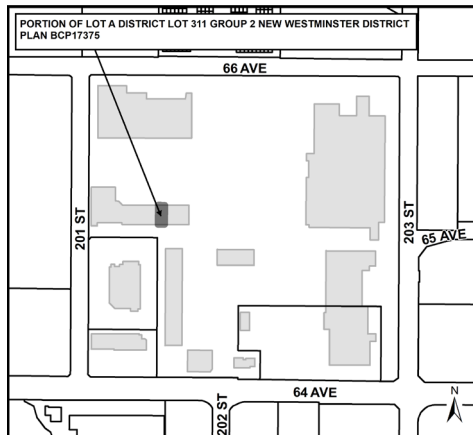 PORTION OF LOT A DISTRICT LOT 311 GROUP 2 NEW WESTMINSTER DISTRICT
PLAN BCP17375
66 AVE
201 ST
203 ST
65 AVE
64 AVE
202 ST
N